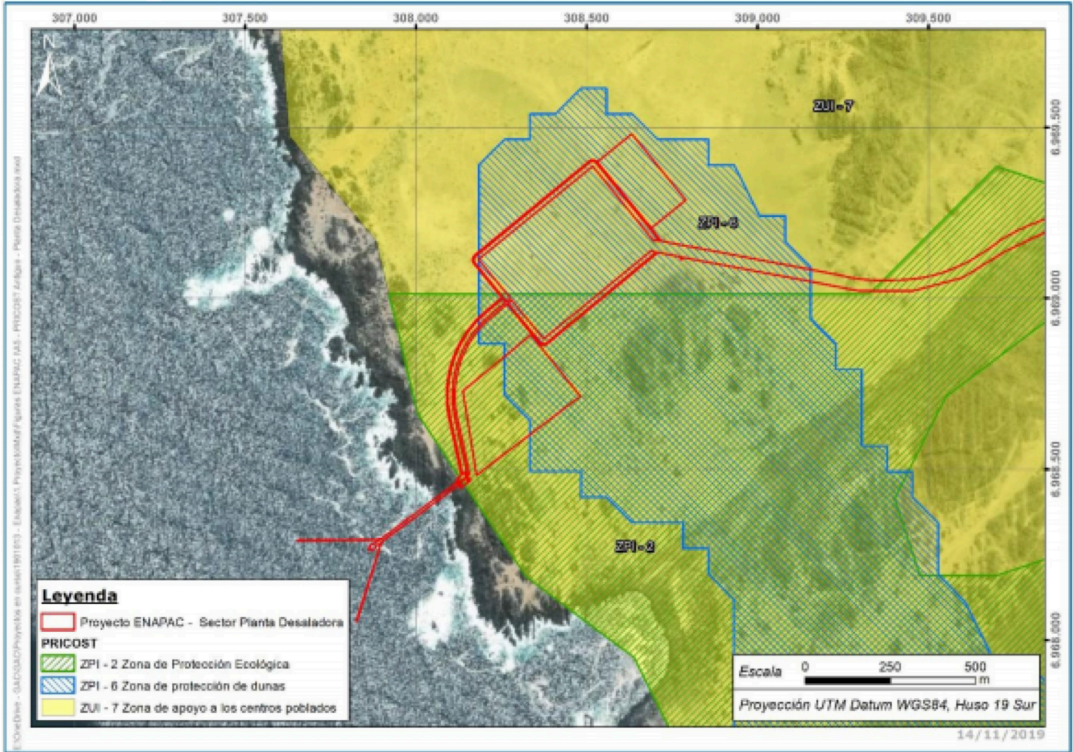 307.000 307.500 308.000 308.500 309.000 309.500
N
ZUI - 7
6.969.500
ZPI - 6
6.969.000
6.968.500
ZPI - 2
6.968.000
Leyenda
Proyecto ENAPAC - Sector Planta Desaladora
PRICOST
ZPI - 2 Zona de Protección Ecológica
ZPI - 6 Zona de protección de dunas
ZUI - 7 Zona de apoyo a los centros poblados
Escala 0 250 500
m
Proyección UTM Datum WGS84, Huso 19 Sur
14/11/2019